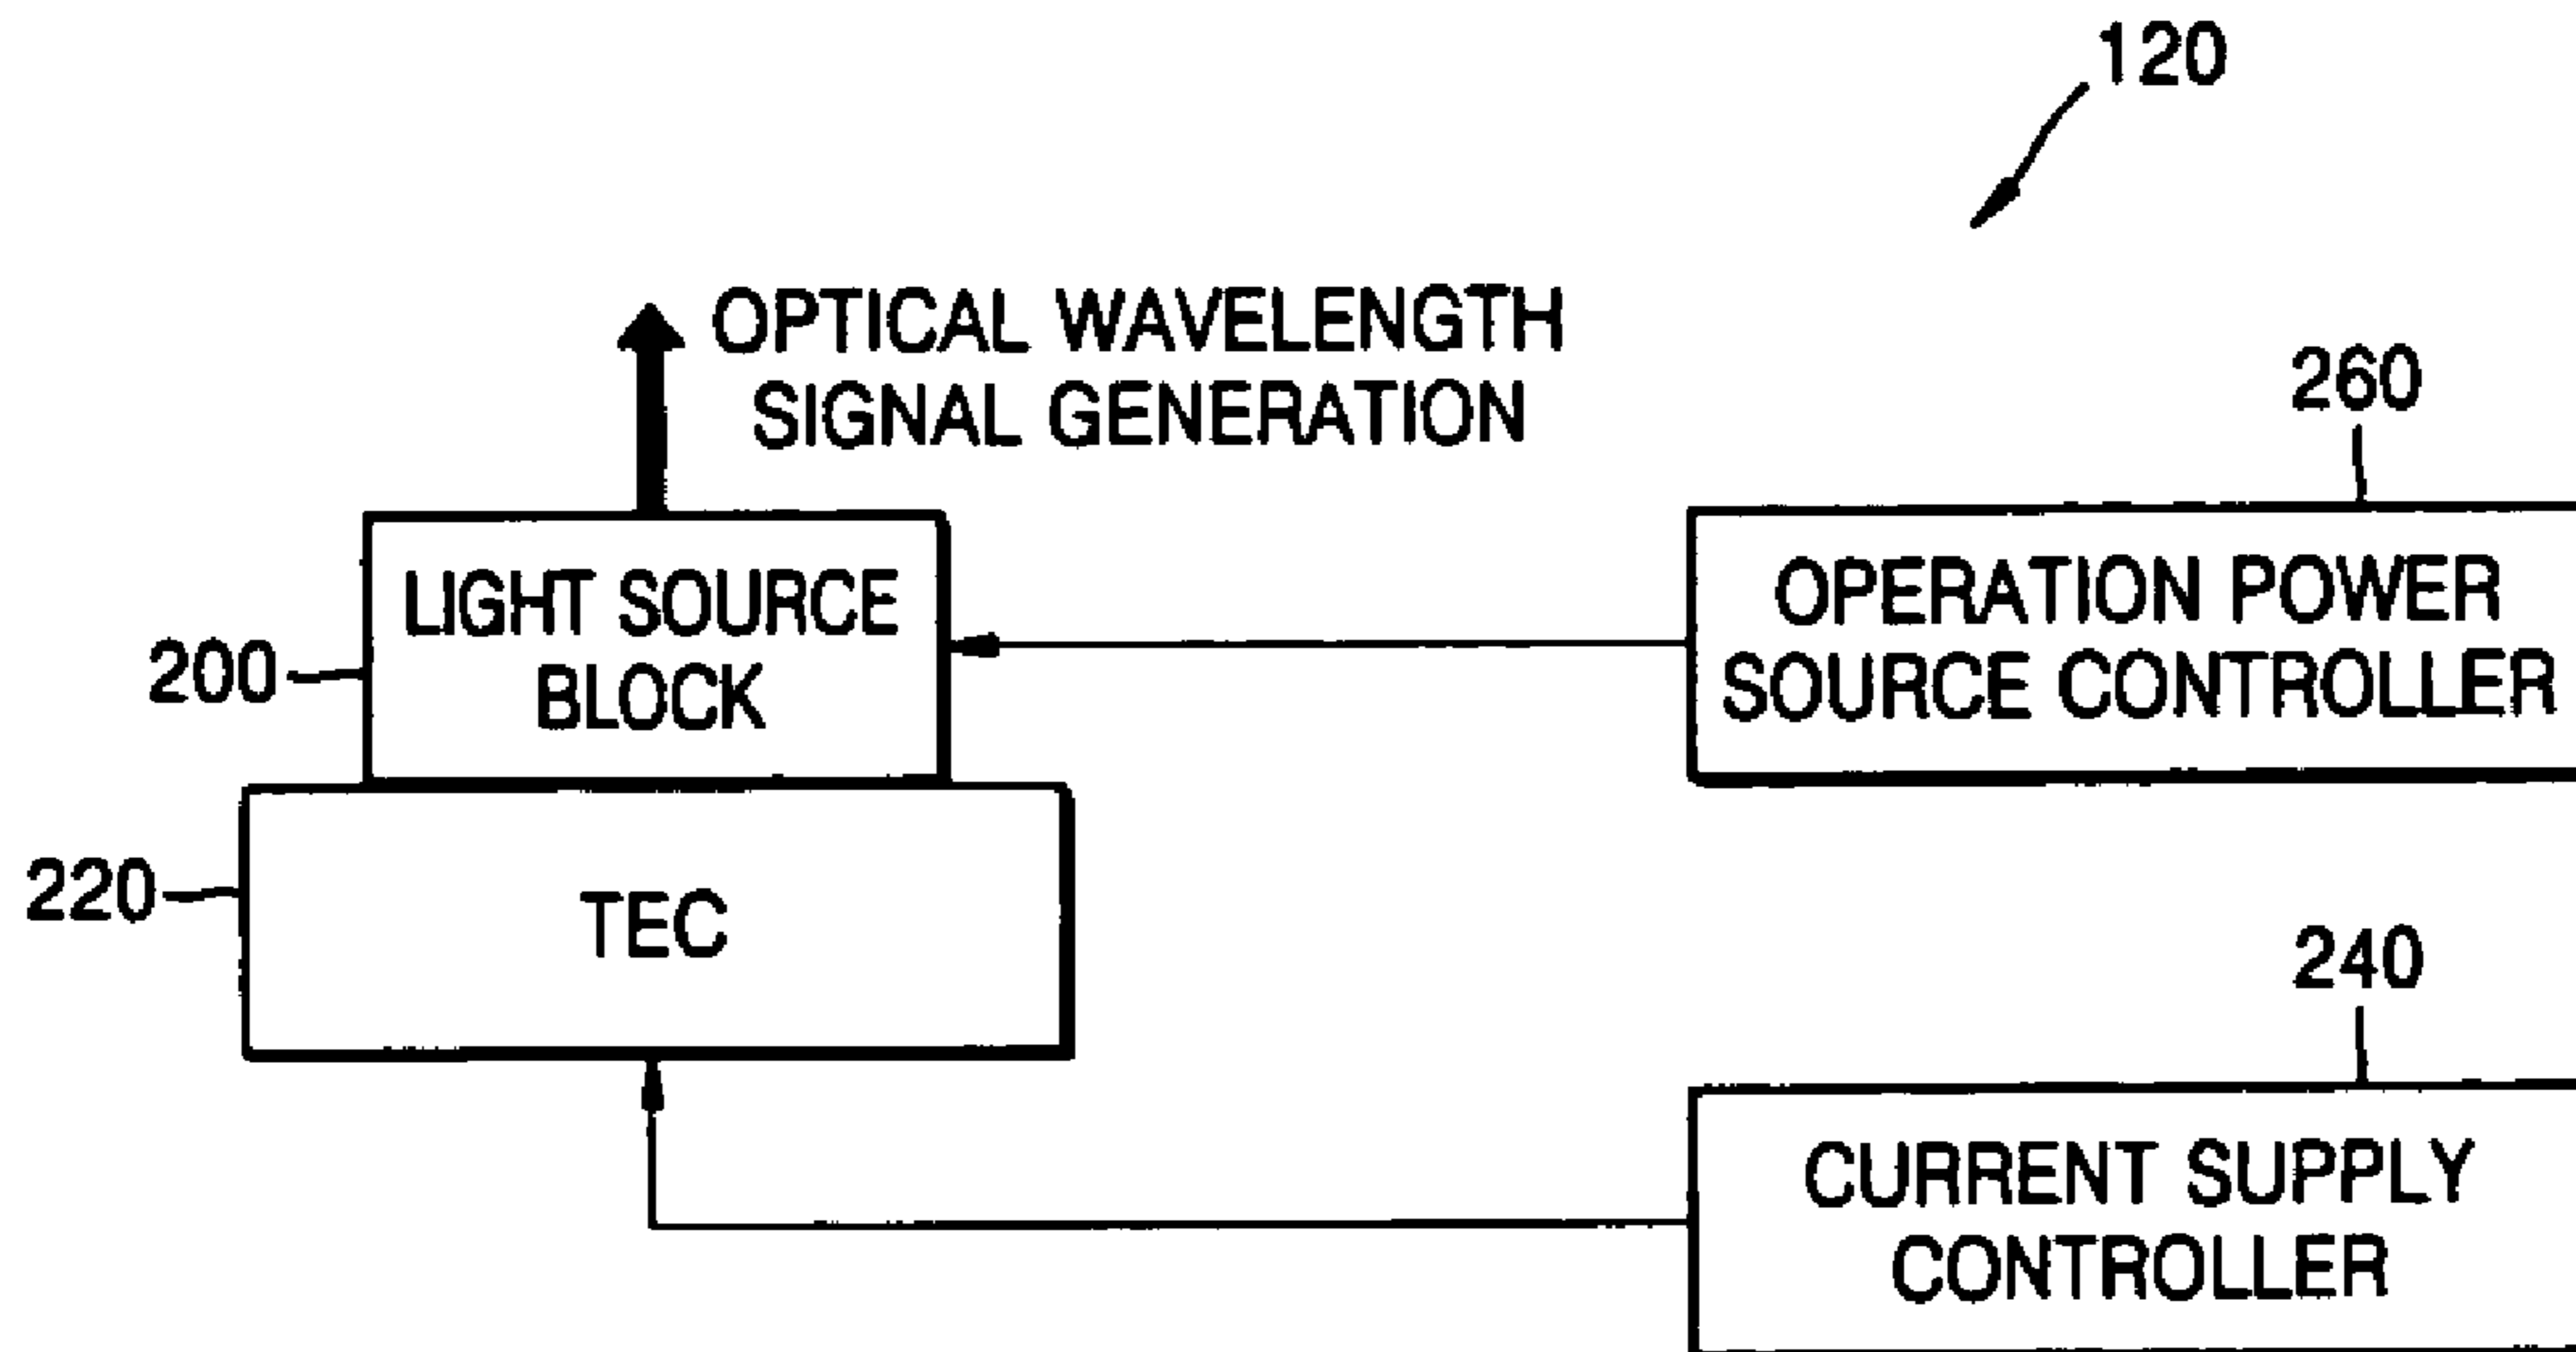 120
OPTICAL WAVELENGTH
SIGNAL GENERATION
260
LIGHT SOURCE
BLOCK
200
OPERATION POWER
SOURCE CONTROLLER
220
TEC
240
CURRENT SUPPLY
CONTROLLER